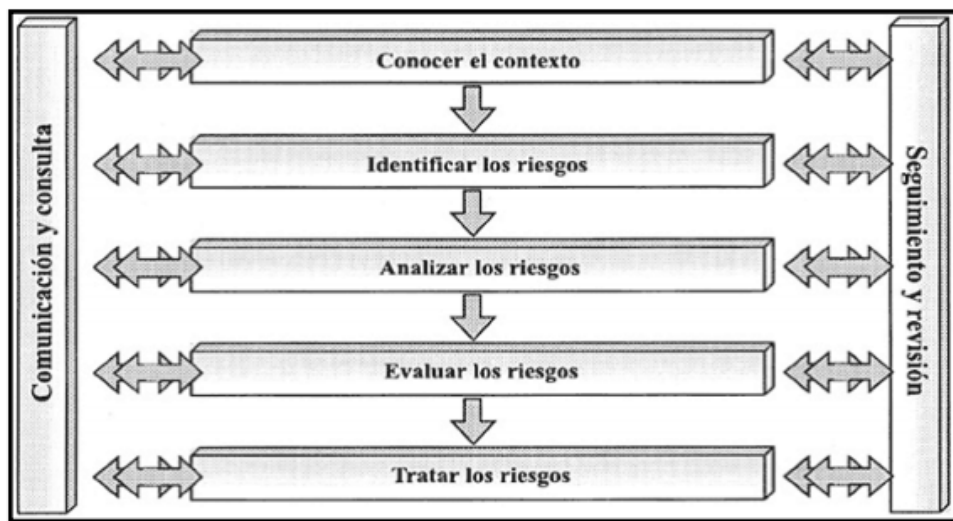 Comunicación y consulta
Conocer el contexto
Identificar los riesgos
Analizar los riesgos
Evaluar los riesgos
Tratar los riesgos
Seguimiento y revisión